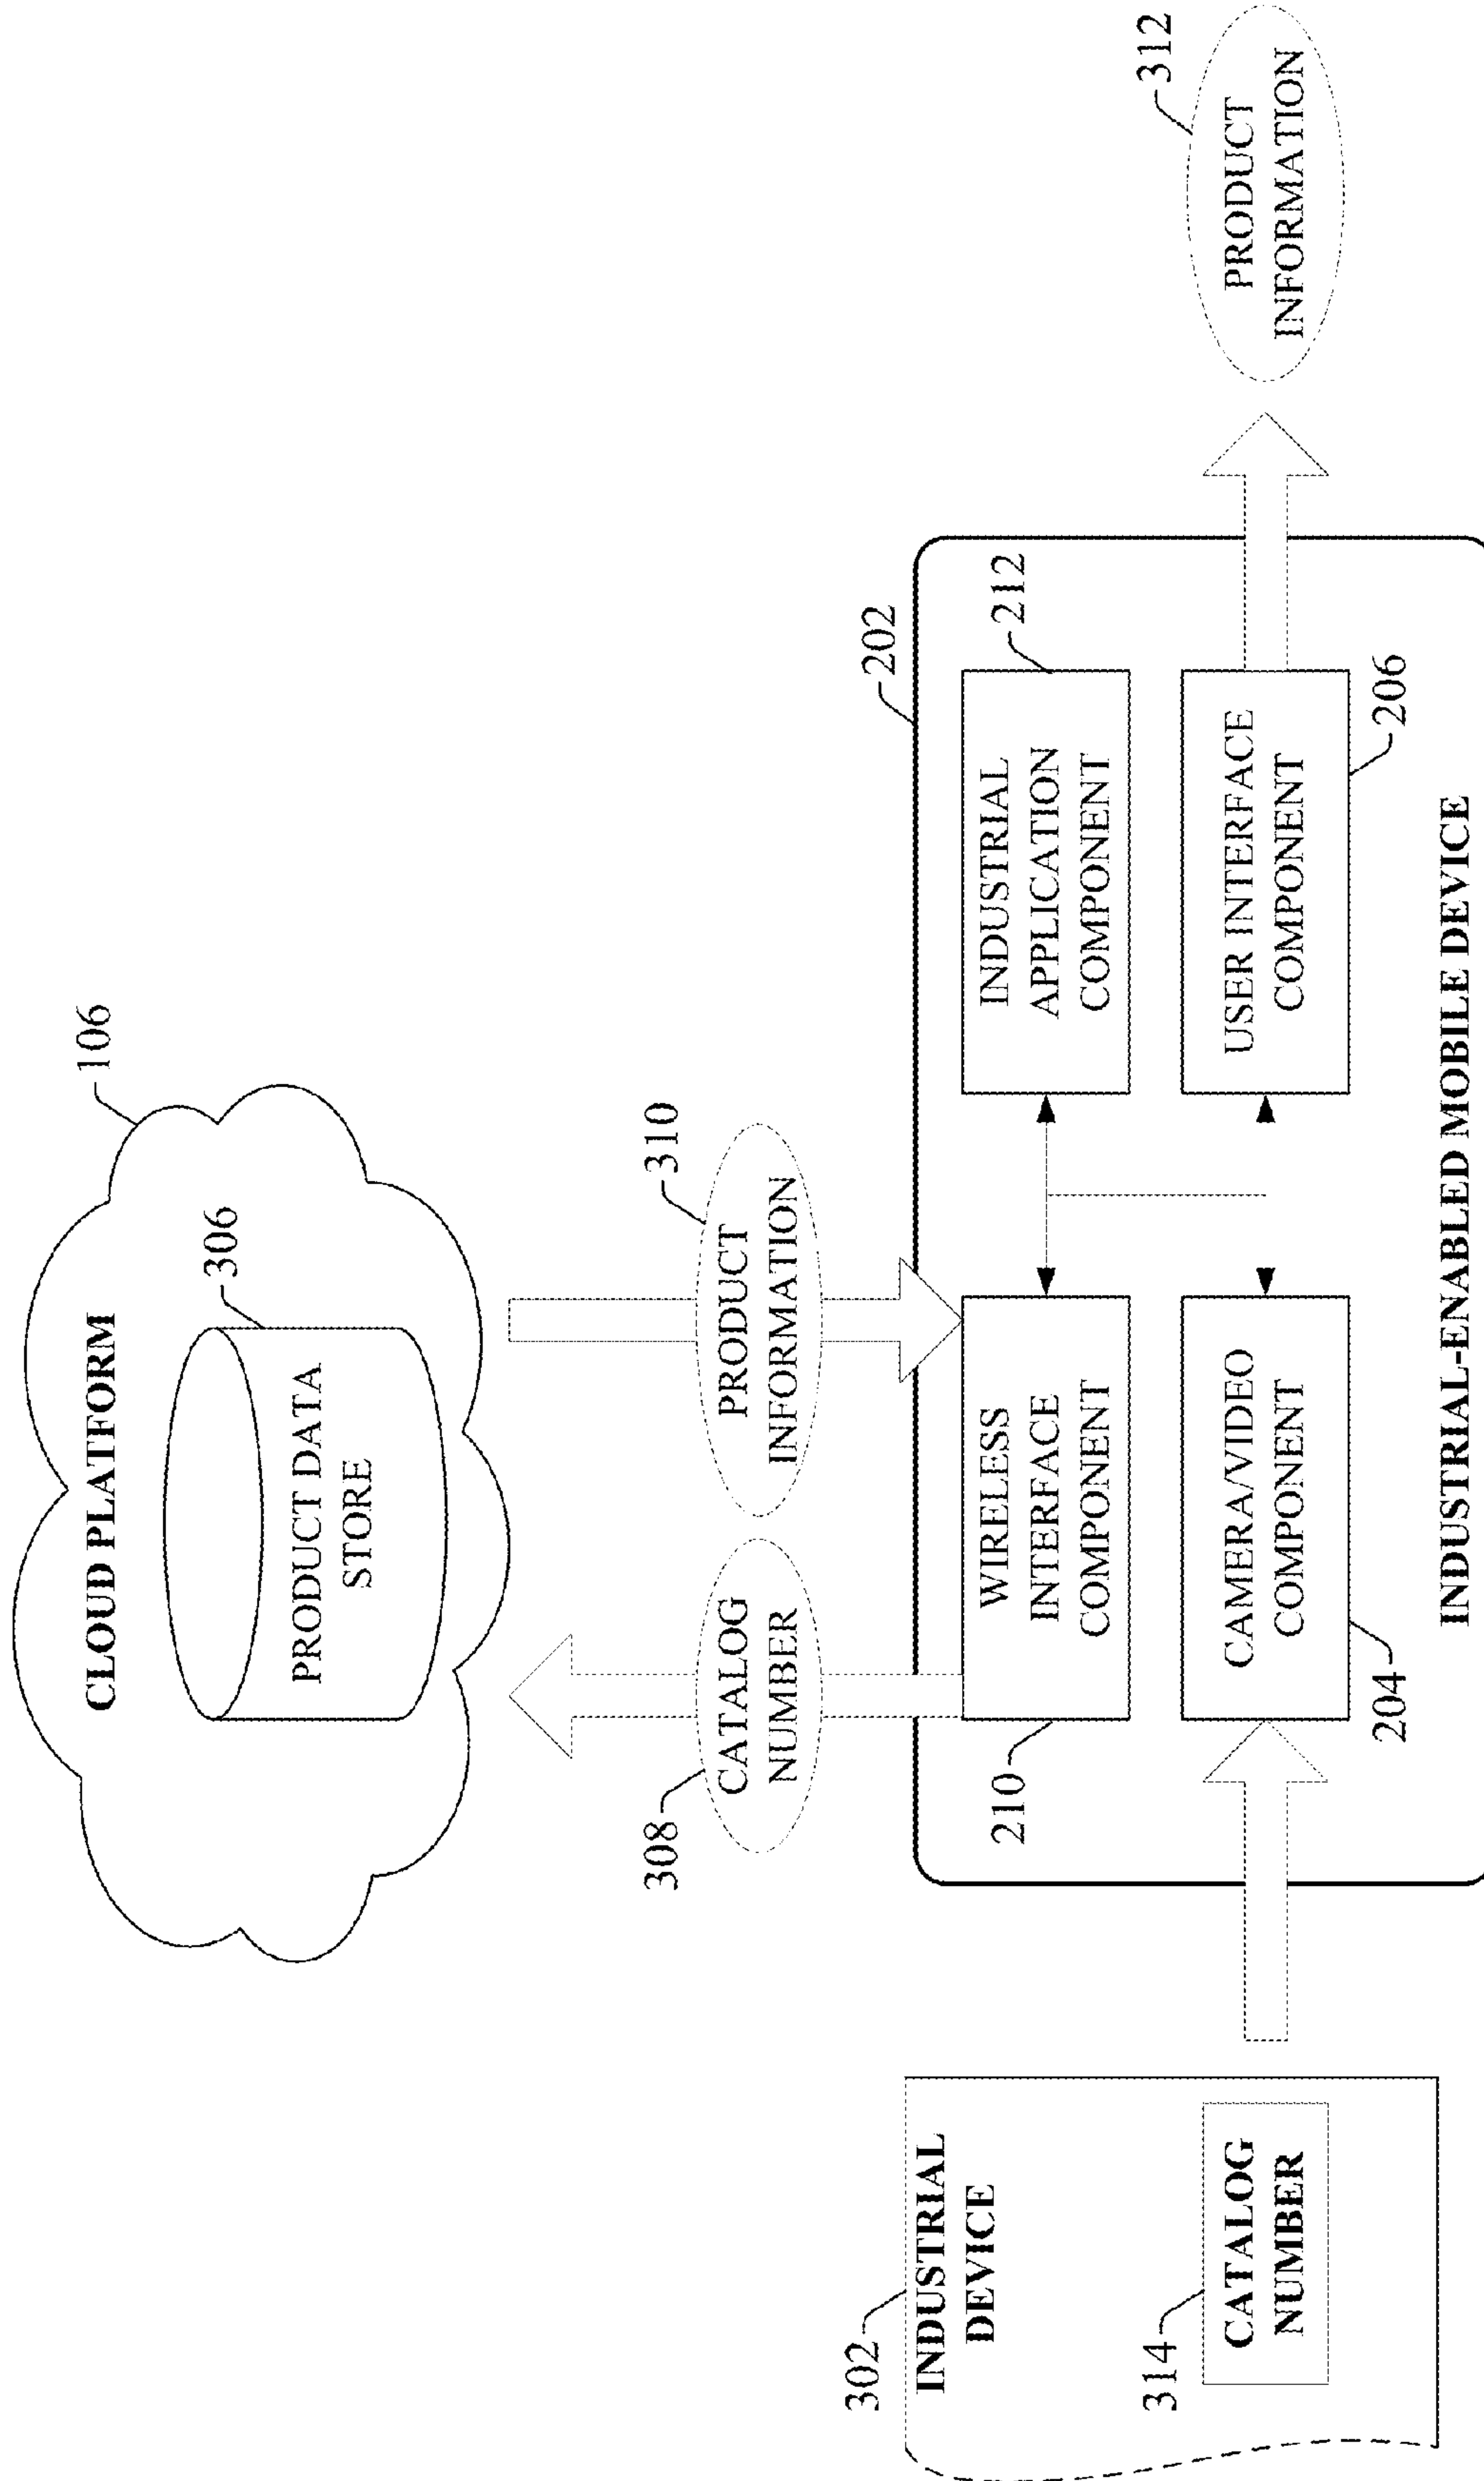 CLOUD PLATFORM
106
306
PRODUCT DATA
STORE
308
CATALOG
NUMBER
310
PRODUCT
INFORMATION
302
INDUSTRIAL
DEVICE
314
CATALOG
NUMBER
202
210
WIRELESS
INTERFACE
COMPONENT
INDUSTRIAL
APPLICATION
COMPONENT
212
204
CAMERA/VIDEO
COMPONENT
USER INTERFACE
COMPONENT
206
INDUSTRIAL-ENABLED MOBILE DEVICE
312
PRODUCT
INFORMATION